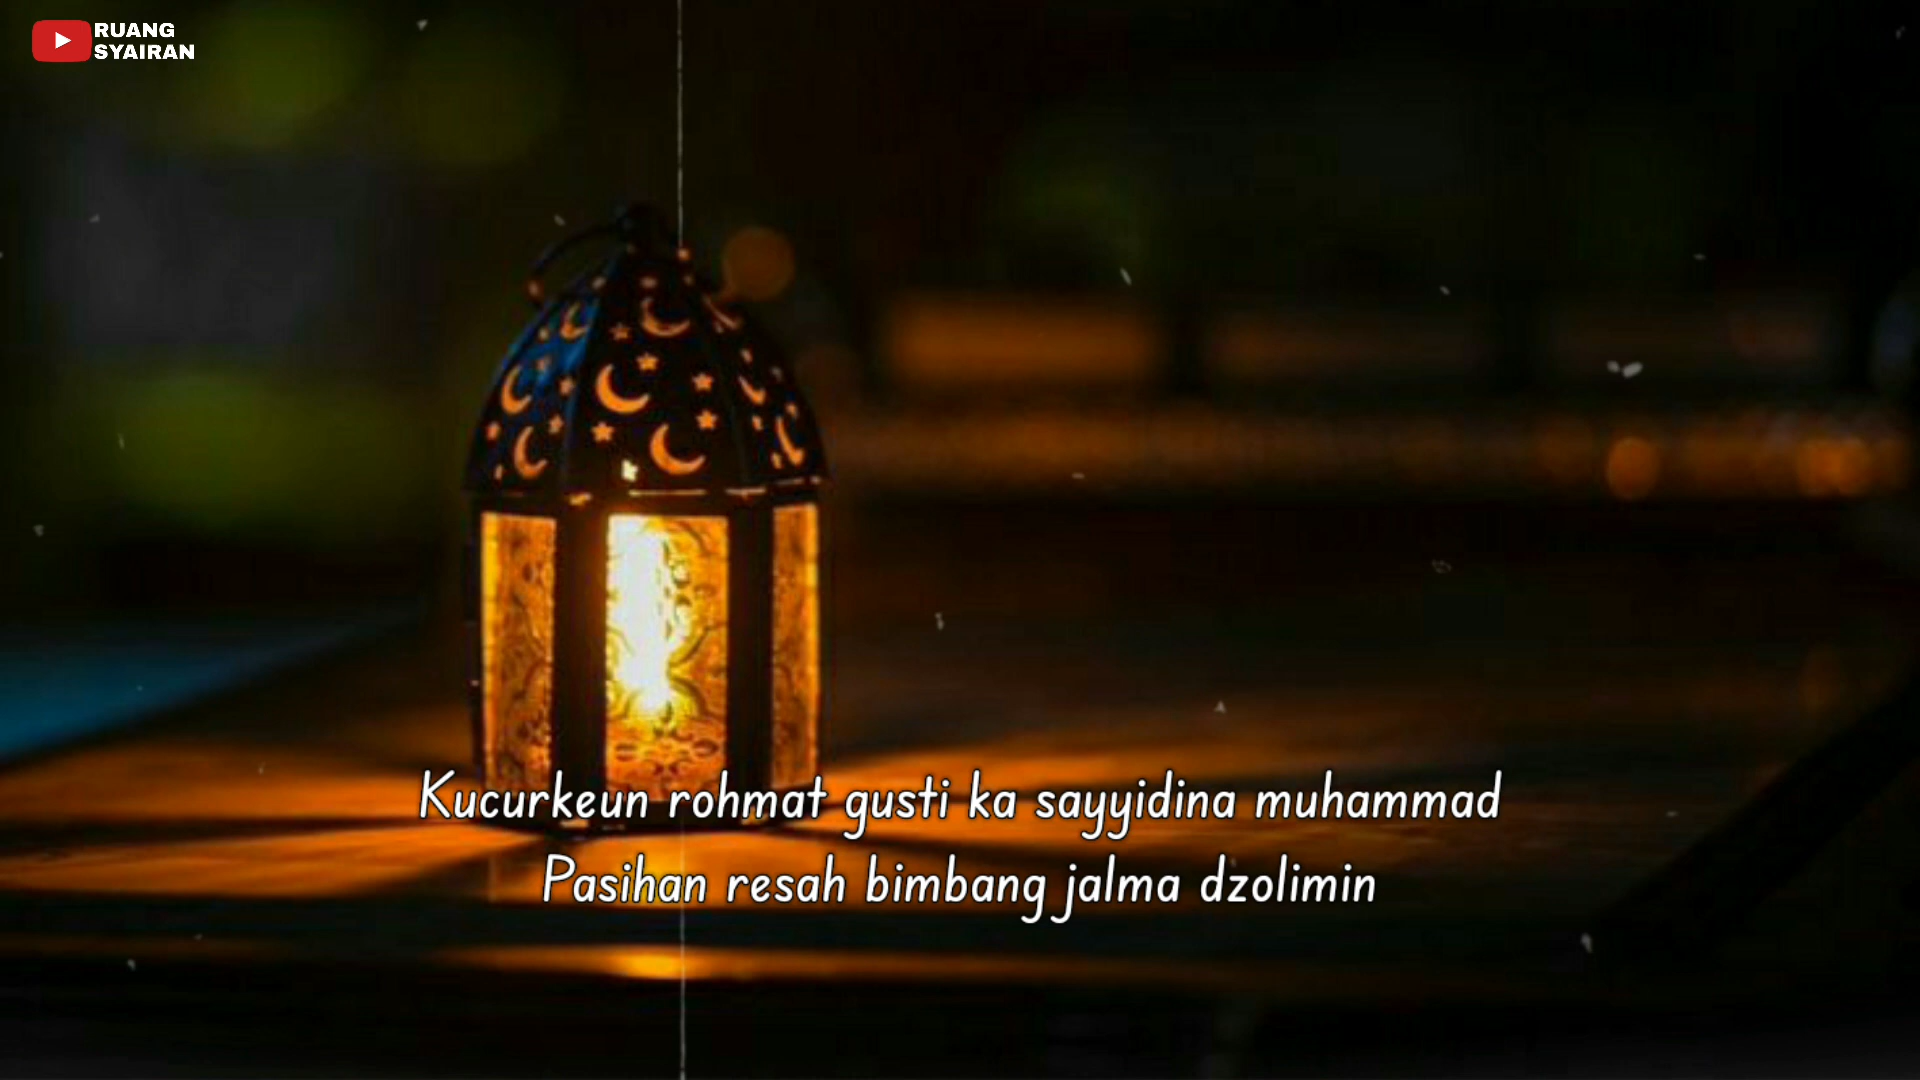 RUANG
SYAIRAN
Kucurkeun rohmat gusti ka sayyidina muhammad
Pasihan resah bimbang jalma dzolimin